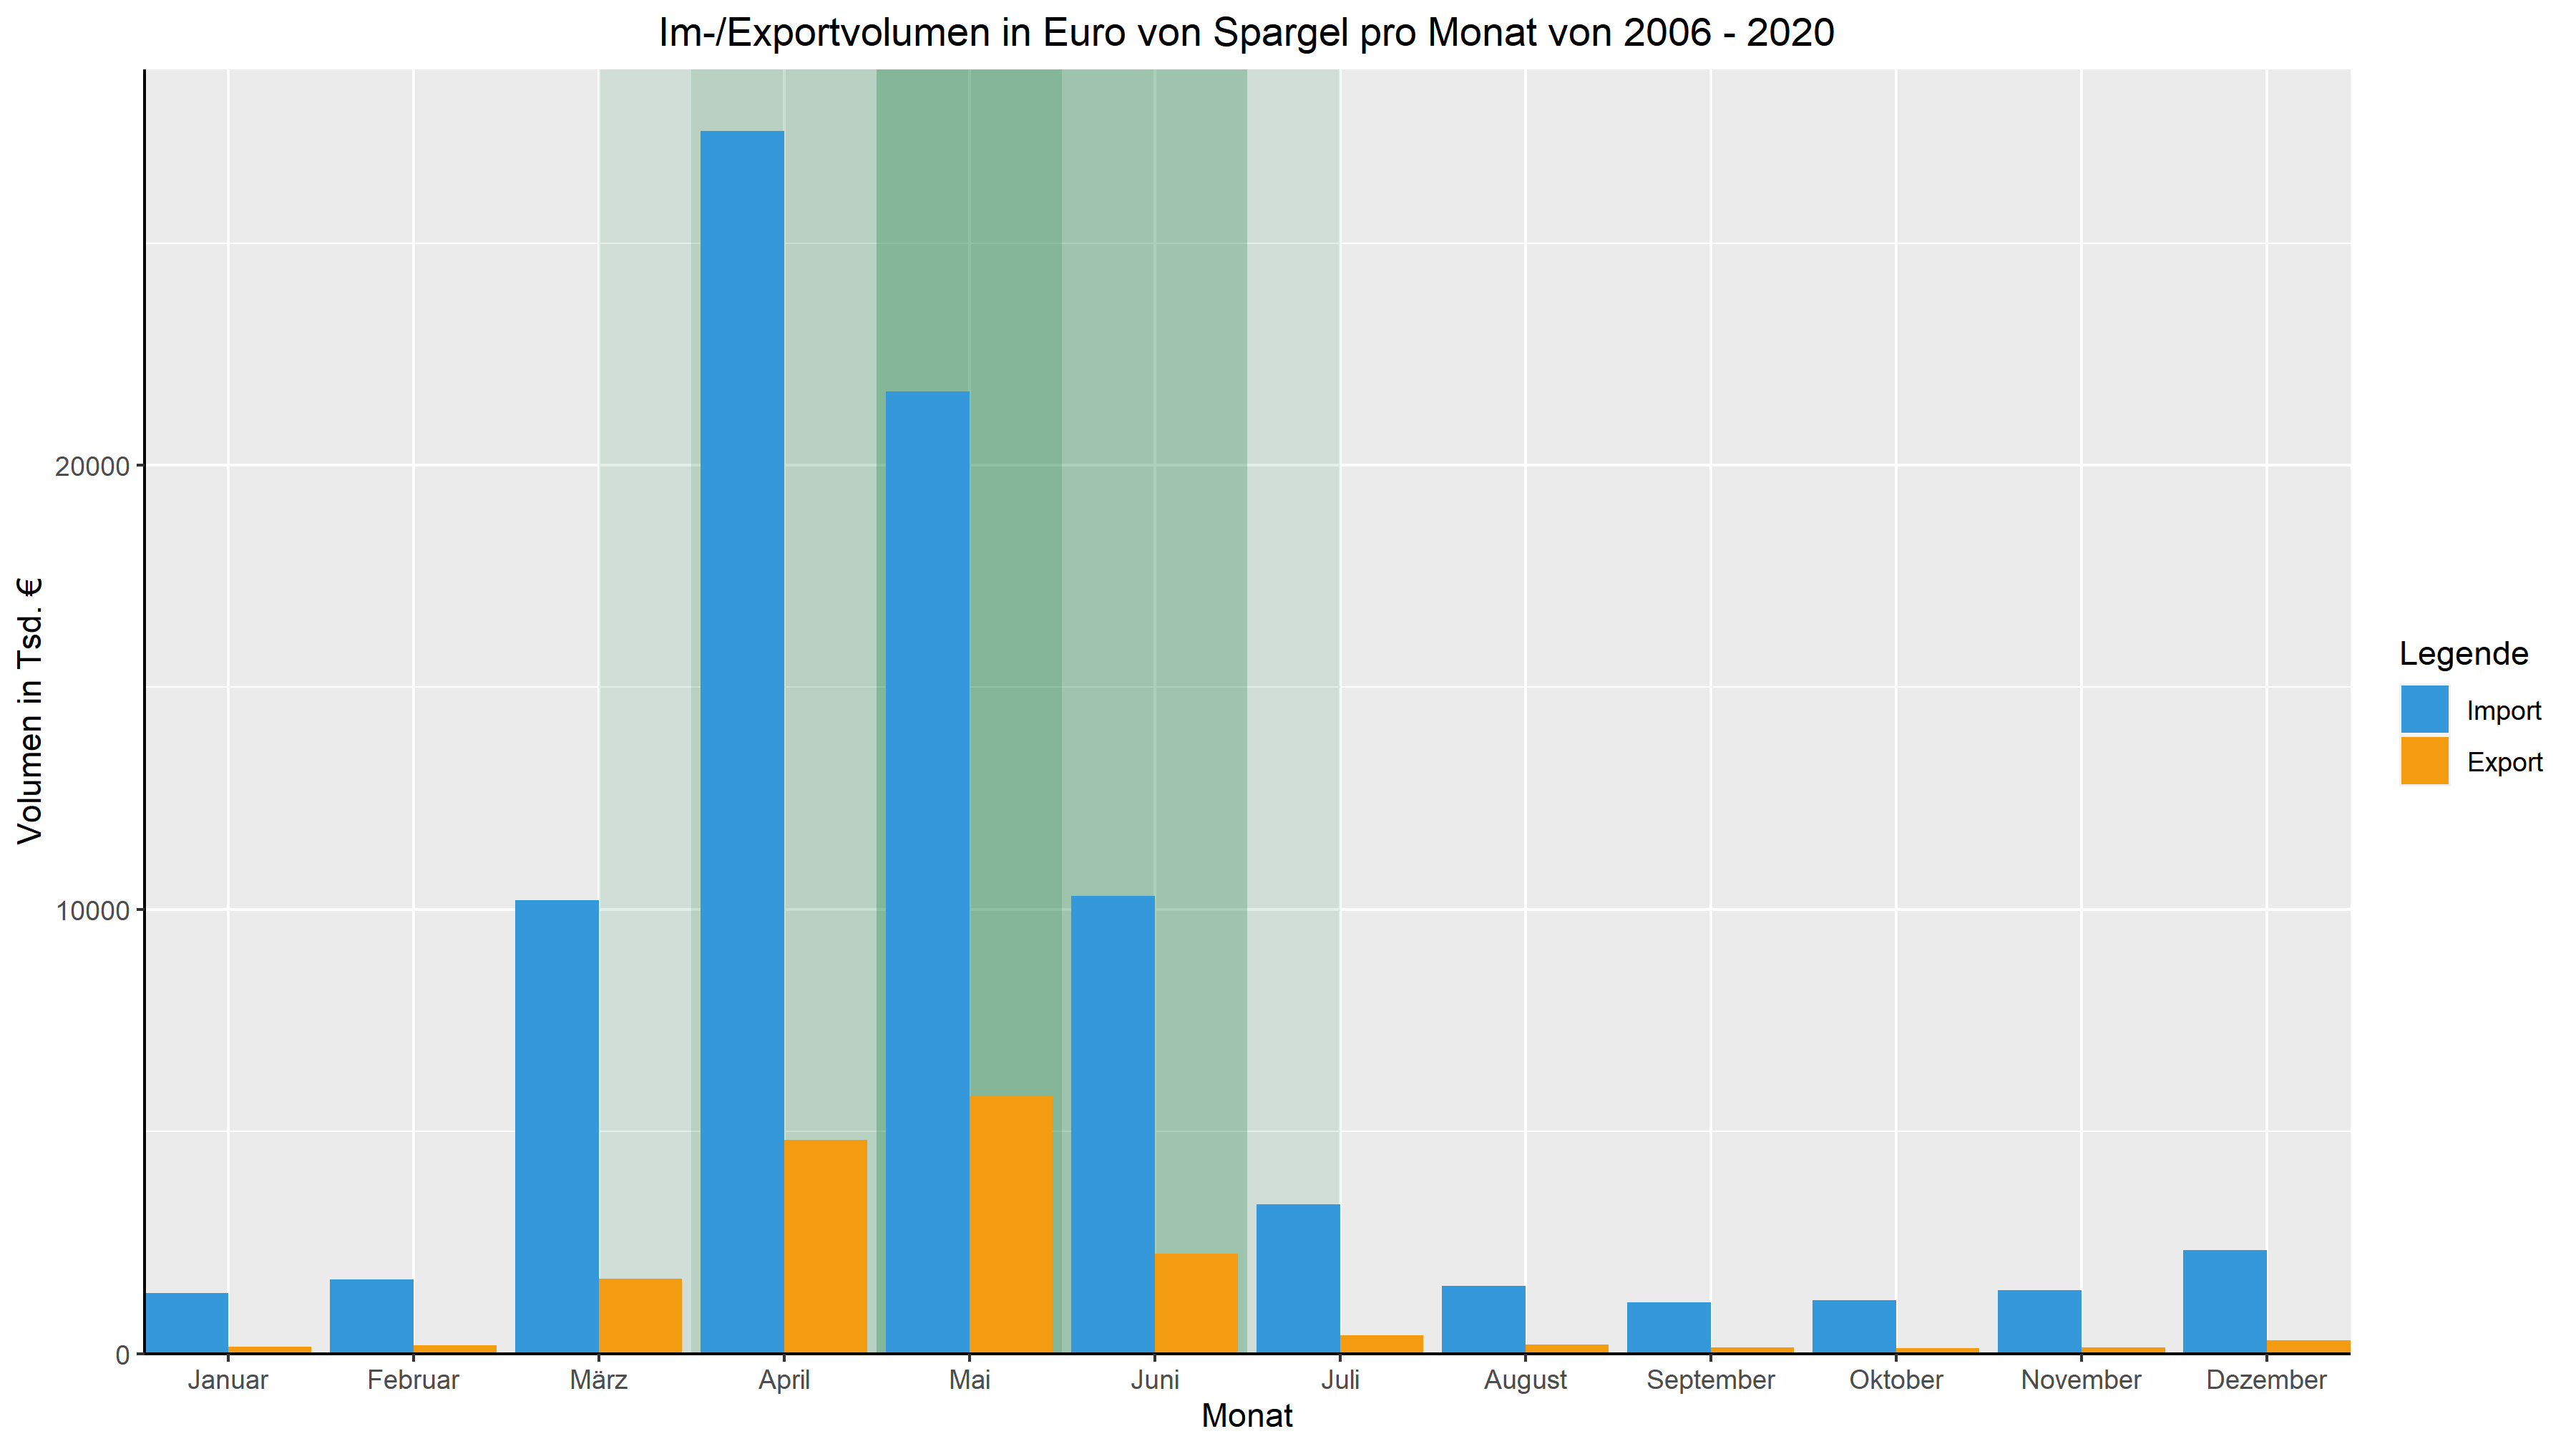 Im-/Exportvolumen in Euro von Spargel pro Monat von 2006 - 2020
Volumen in Tsd. €
20000
10000
0
Januar Februar März April Mai Juni Juli August September Oktober November Dezember
Monat
Legende
Import
Export